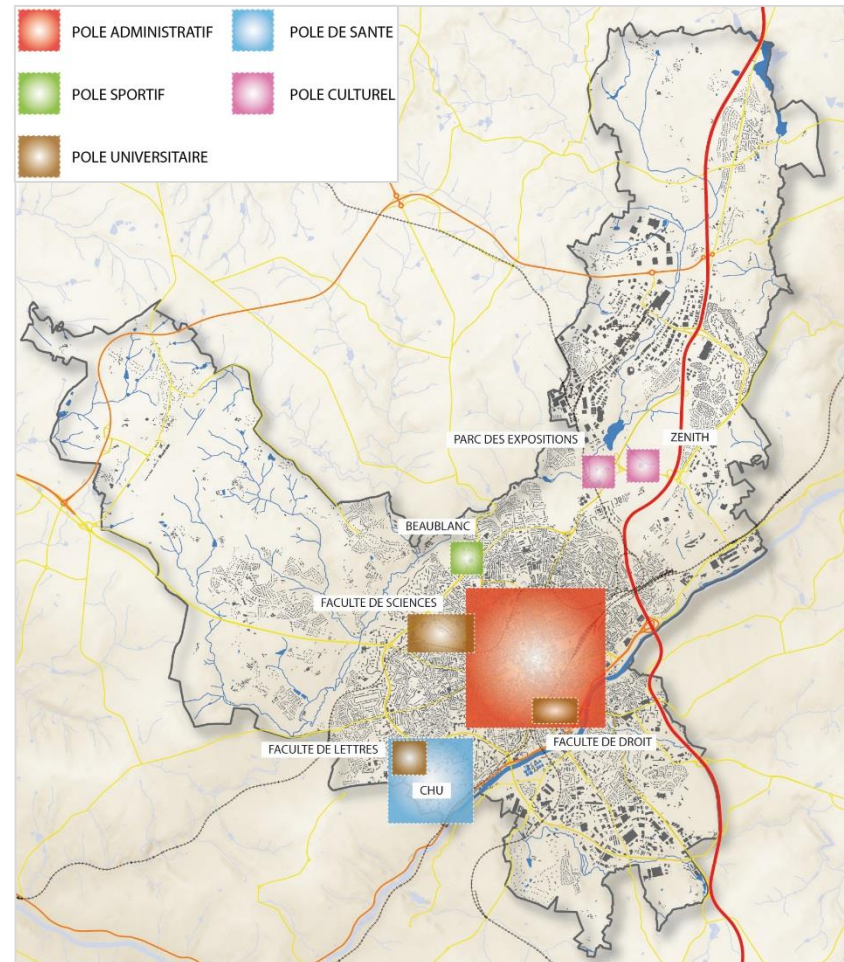 POLE ADMINISTRATIF
POLE DE SANTE
POLE SPORTIF
POLE CULTUREL
POLE UNIVERSITAIRE
PARC DES EXPOSITIONS
ZENITH
BEAUBLANC
FACULTE DE SCIENCES
FACULTE DE LETTRES
FACULTE DE DROIT
CHU